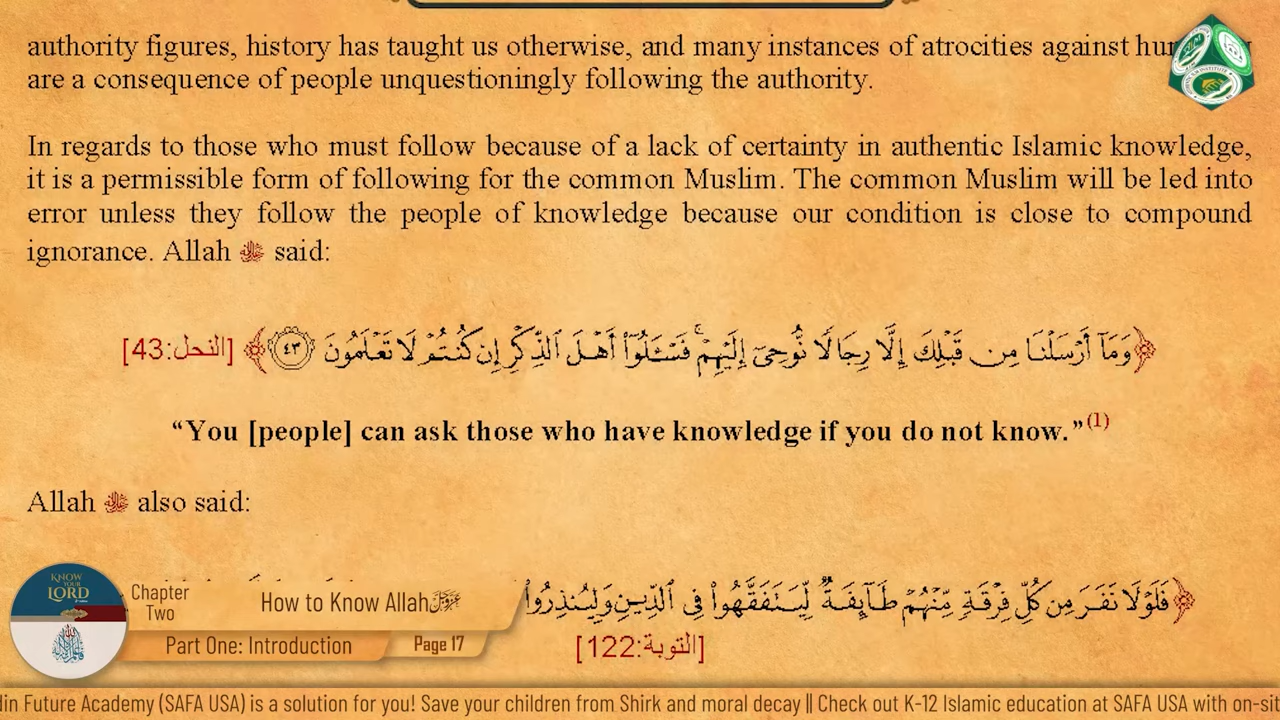 authority figures, history has taught us otherwise, and many instances of atrocities against
are a consequence of people unquestioningly following the authority.
In regards to those who must follow because of a lack of certainty in authentic Islamic knowledge,
it is a permissible form of following for the common Muslim. The common Muslim will be led into
error unless they follow the people of knowledge because our condition is close to compound
ignorance. Allah ﷻ said:
﴿وَمَآ أَرْسَلْنَا مِن قَبْلِكَ إِلَّا رِجَالًا نُّوحِىٓ إِلَيْهِمْ ۚ فَسْـَٔلُوٓا۟ أَهْلَ ٱلذِّكْرِ إِن كُنتُمْ لَا تَعْلَمُونَ ٤٣﴾ [النحل:43]
“You [people] can ask those who have knowledge if you do not know.”(1)
Allah ﷻ also said:
﴿فَلَوْلَا نَفَرَ مِن كُلِّ فِرْقَةٍ مِّنْهُمْ طَآئِفَةٌ لِّيَتَفَقَّهُوا۟ فِى ٱلدِّينِ وَلِيُنذِرُوا۟
[التوبة:122]
KNOW
YOUR
LORD
Chapter
Two
How to Know Allah عز وجل
Part One: Introduction
Page 17
Future Academy (SAFA USA) is a solution for you! Save your children from Shirk and moral decay || Check out K-12 Islamic education at SAFA USA with